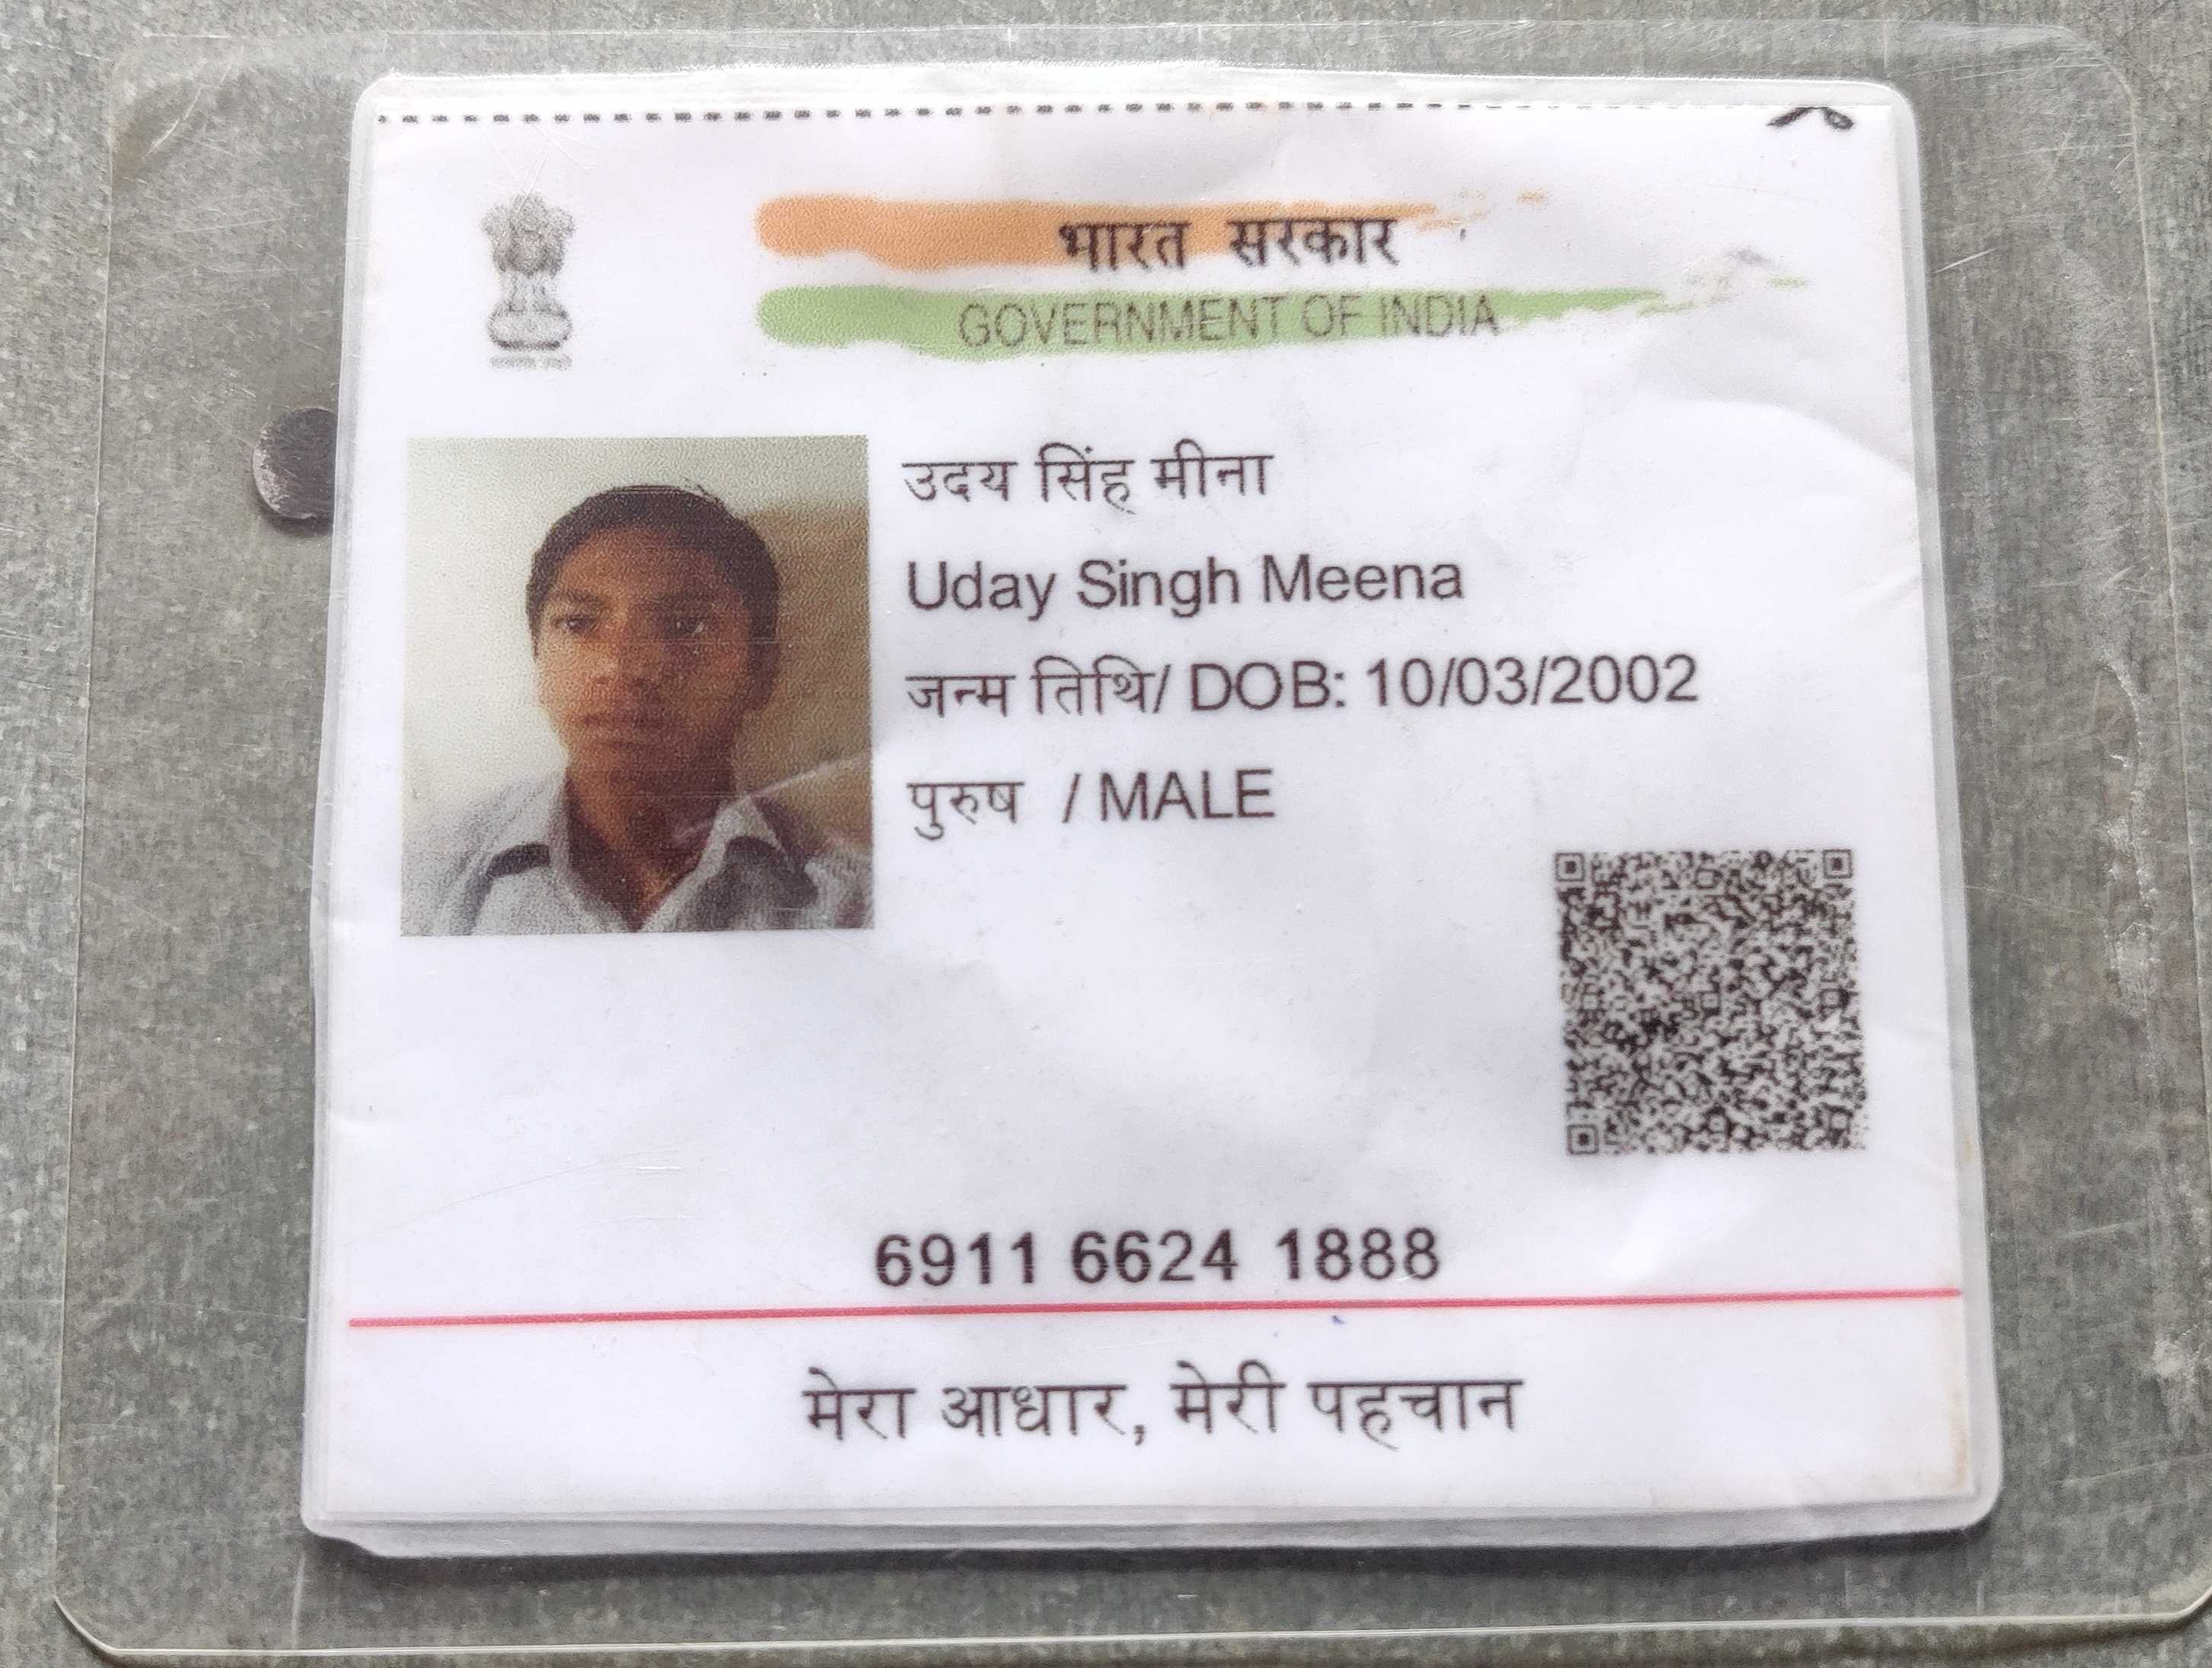 भारत सरकार
GOVERNMENT OF INDIA
उदय सिंह मीना
Uday Singh Meena
जन्म तिथि/ DOB: 10/03/2002
पुरुष / MALE
6911 6624 1888
मेरा आधार, मेरी पहचान